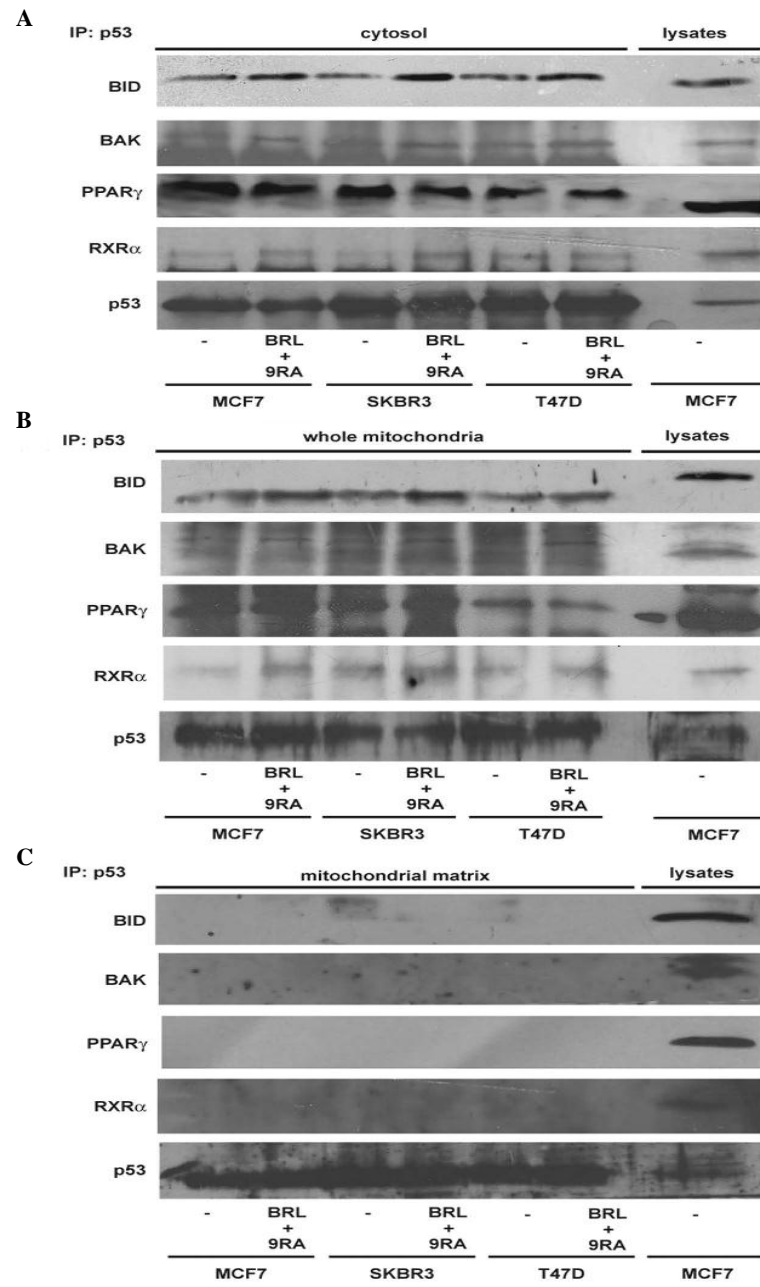 A
IP: p53 cytosol lysates
BID
BAK
PPARγ
RXRα
p53
- BRL - BRL - BRL -
+ + +
9RA 9RA 9RA
MCF7 SKBR3 T47D MCF7
B
IP: p53 whole mitochondria lysates
BID
BAK
PPARγ
RXRα
p53
- BRL - BRL - BRL -
+ + +
9RA 9RA 9RA
MCF7 SKBR3 T47D MCF7
C
IP: p53 mitochondrial matrix lysates
BID
BAK
PPARγ
RXRα
p53
- BRL - BRL - BRL -
+ + +
9RA 9RA 9RA
MCF7 SKBR3 T47D MCF7